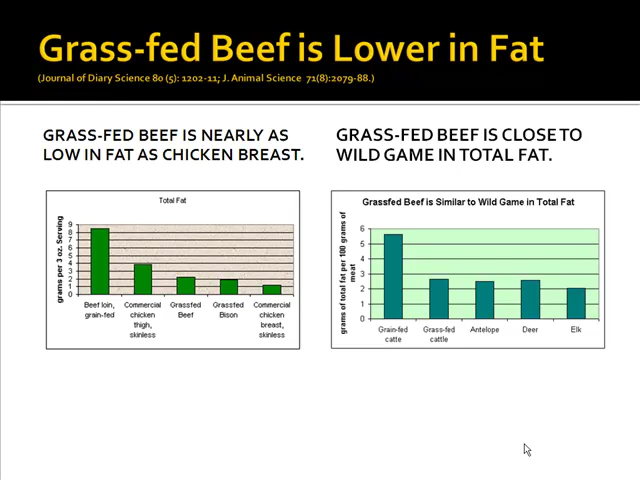 Grass-fed Beef is Lower in Fat
(Journal of Diary Science 80 (5): 1202-11; J. Animal Science 71(8):2079-88.)
GRASS-FED BEEF IS NEARLY AS
LOW IN FAT AS CHICKEN BREAST.
Total Fat
grams per 3 oz. Serving
9
8
7
6
5
4
3
2
1
0
Beef loin, grain-fed
Commercial chicken thigh, skinless
Grassfed Beef
Grassfed Bison
Commercial chicken breast, skinless
GRASS-FED BEEF IS CLOSE TO
WILD GAME IN TOTAL FAT.
Grassfed Beef is Similar to Wild Game in Total Fat
grams of total fat per 100 grams of
meat
6
5
4
3
2
1
0
Grain-fed catte
Grass-fed cattle
Antelope
Deer
Elk